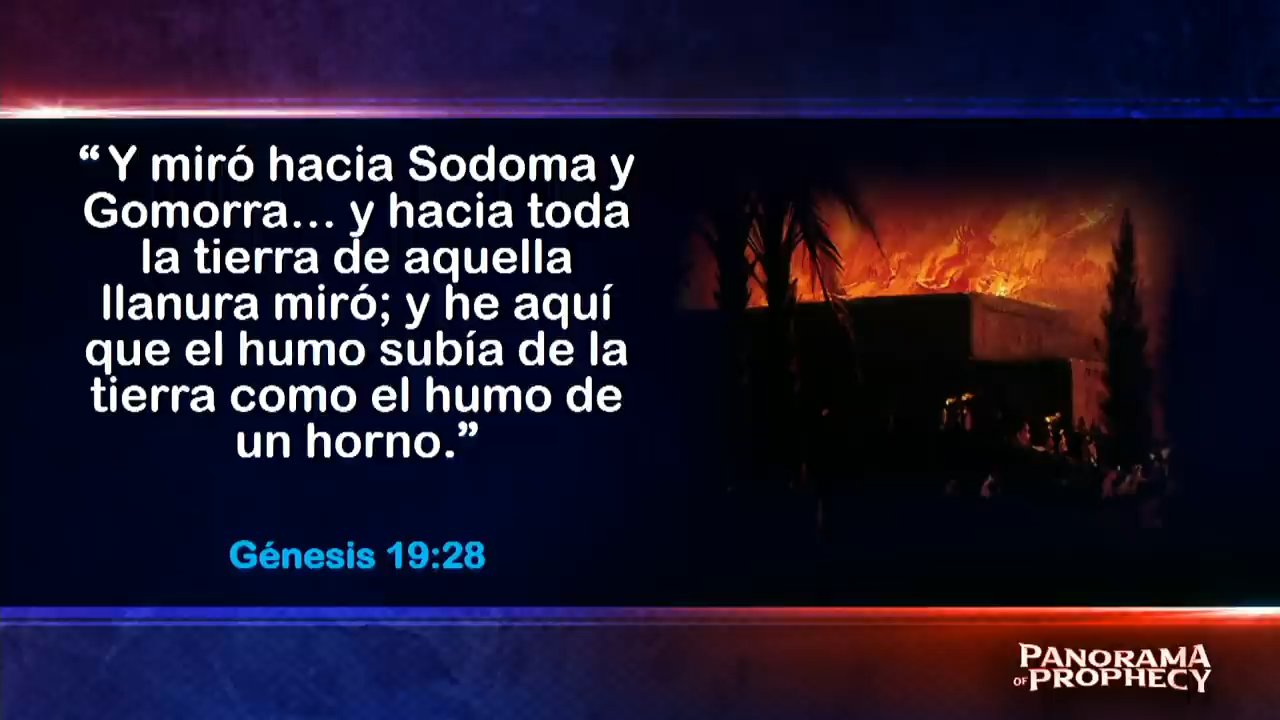 “Y miró hacia Sodoma y
Gomorra... y hacia toda
la tierra de aquella
llanura miró; y he aquí
que el humo subía de la
tierra como el humo de
un horno.”
Génesis 19:28
PANORAMA
OF PROPHECY